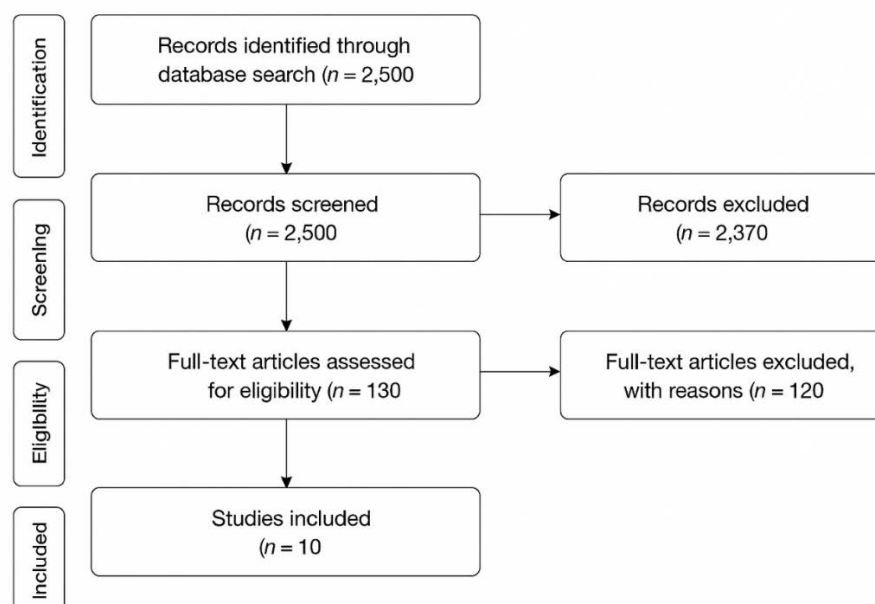 Identification
Records identified through
database search (n = 2,500
Screening
Records screened
(n = 2,500
Records excluded
(n = 2,370
Eligibility
Full-text articles assessed
for eligibility (n = 130
Full-text articles excluded,
with reasons (n = 120
Included
Studies included
(n = 10